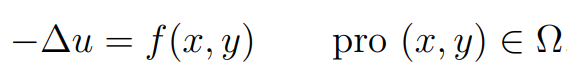 −Δu = f(x, y) pro (x, y) ∈ Ω